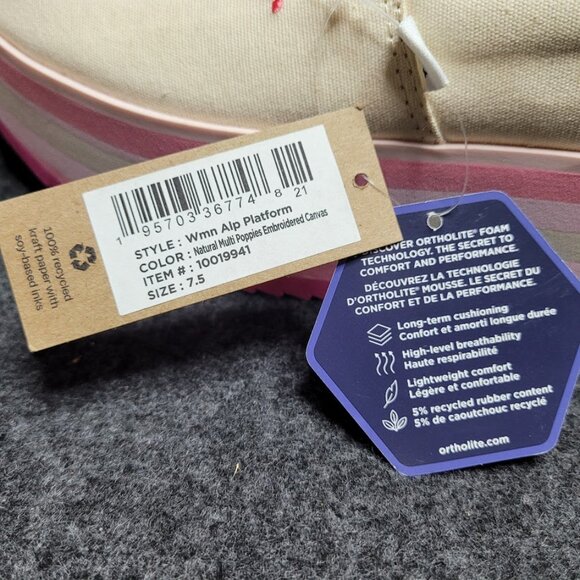 1 95703 36774 8 21
STYLE : Wmn Alp Platform
COLOR : Natural Multi Poppies Embroidered Canvas
ITEM # : 10019941
SIZE : 7.5
100% recycled
kraft paper with
soy-based inks
DISCOVER ORTHOLITE® FOAM
TECHNOLOGY. THE SECRET TO
COMFORT AND PERFORMANCE.
DÉCOUVREZ LA TECHNOLOGIE
D'ORTHOLITE® MOUSSE. LE SECRET DU
CONFORT ET DE LA PERFORMANCE.
Long-term cushioning
Confort et amorti longue durée
High-level breathability
Haute respirabilité
Lightweight comfort
Légère et confortable
5% recycled rubber content
5% de caoutchouc recyclé
ortholite.com